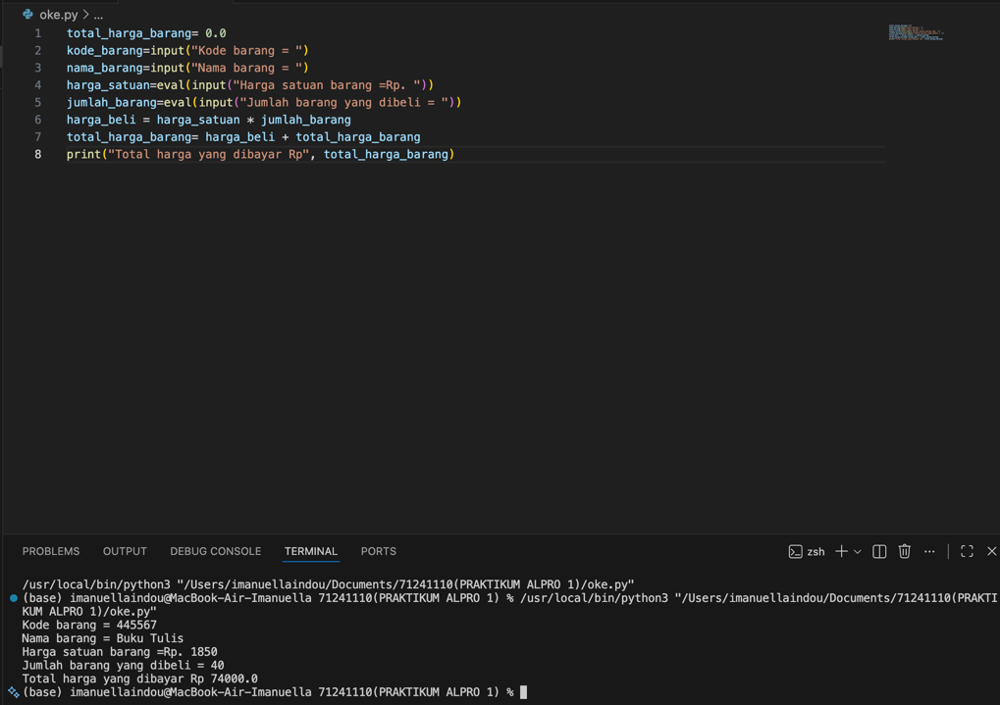 oke.py > ...
1 total_harga_barang= 0.0
2 kode_barang=input("Kode barang = ")
3 nama_barang=input("Nama barang = ")
4 harga_satuan=eval(input("Harga satuan barang =Rp. "))
5 jumlah_barang=eval(input("Jumlah barang yang dibeli = "))
6 harga_beli = harga_satuan * jumlah_barang
7 total_harga_barang= harga_beli + total_harga_barang
8 print("Total harga yang dibayar Rp", total_harga_barang)
PROBLEMS OUTPUT DEBUG CONSOLE TERMINAL PORTS zsh
/usr/local/bin/python3 "/Users/imanuellaindou/Documents/71241110(PRAKTIKUM ALPRO 1)/oke.py"
(base) imanuellaindou@MacBook-Air-Imanuella 71241110(PRAKTIKUM ALPRO 1) % /usr/local/bin/python3 "/Users/imanuellaindou/Documents/71241110(PRAKTI
KUM ALPRO 1)/oke.py"
Kode barang = 445567
Nama barang = Buku Tulis
Harga satuan barang =Rp. 1850
Jumlah barang yang dibeli = 40
Total harga yang dibayar Rp 74000.0
(base) imanuellaindou@MacBook-Air-Imanuella 71241110(PRAKTIKUM ALPRO 1) %